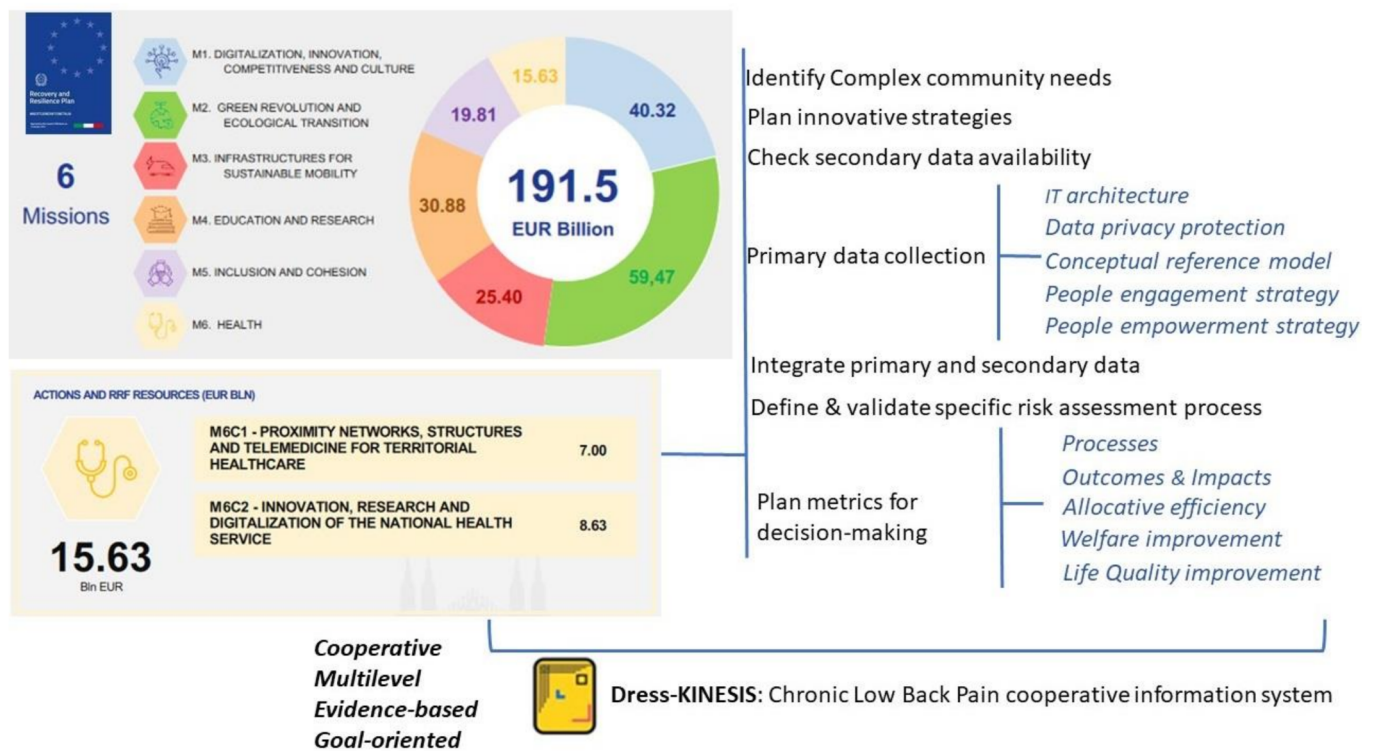 Recovery and
Resilience Plan
6
Missions
M1. DIGITALIZATION, INNOVATION,
COMPETITIVENESS AND CULTURE
M2. GREEN REVOLUTION AND
ECOLOGICAL TRANSITION
M3. INFRASTRUCTURES FOR
SUSTAINABLE MOBILITY
M4. EDUCATION AND RESEARCH
M5. INCLUSION AND COHESION
M6. HEALTH
15.63
40.32
19.81
191.5
EUR Billion
30.88
59,47
25.40
ACTIONS AND RRF RESOURCES (EUR BLN)
15.63
Bln EUR
M6C1 - PROXIMITY NETWORKS, STRUCTURES
AND TELEMEDICINE FOR TERRITORIAL
HEALTHCARE
7.00
M6C2 - INNOVATION, RESEARCH AND
DIGITALIZATION OF THE NATIONAL HEALTH
SERVICE
8.63
Identify Complex community needs
Plan innovative strategies
Check secondary data availability
Primary data collection
IT architecture
Data privacy protection
Conceptual reference model
People engagement strategy
People empowerment strategy
Integrate primary and secondary data
Define & validate specific risk assessment process
Plan metrics for
decision-making
Processes
Outcomes & Impacts
Allocative efficiency
Welfare improvement
Life Quality improvement
Cooperative
Multilevel
Evidence-based
Goal-oriented
Dress-KINESIS: Chronic Low Back Pain cooperative information system